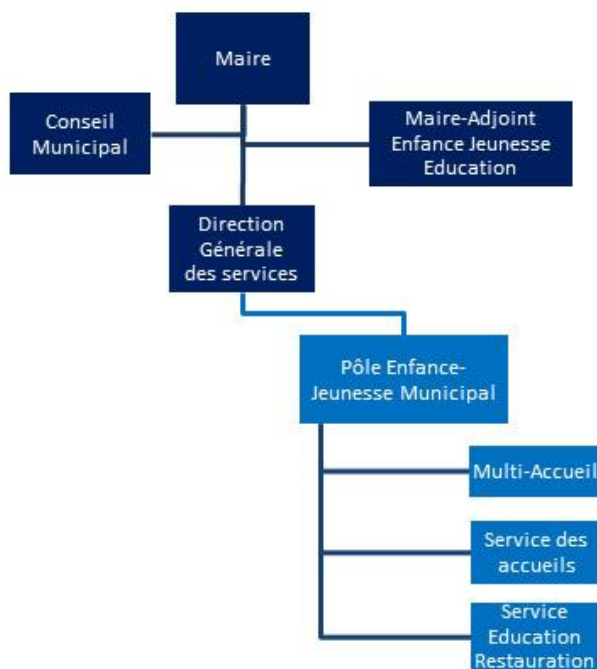 Maire
Conseil
Municipal
Maire-Adjoint
Enfance Jeunesse
Education
Direction
Générale
des services
Pôle Enfance-
Jeunesse Municipal
Multi-Accueil
Service des
accueils
Service
Education
Restauration